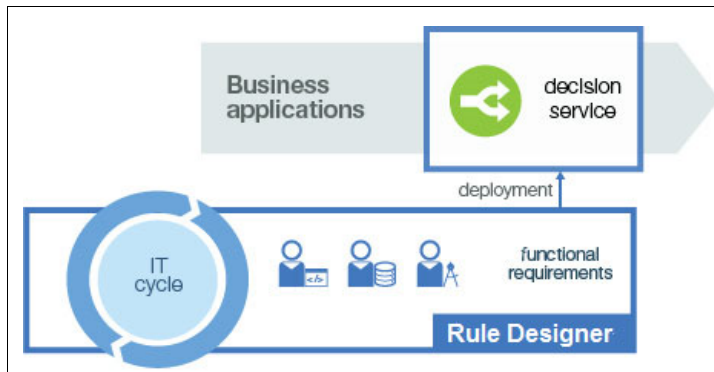 Business
applications
decision
service
deployment
IT
cycle
</>
functional
requirements
Rule Designer